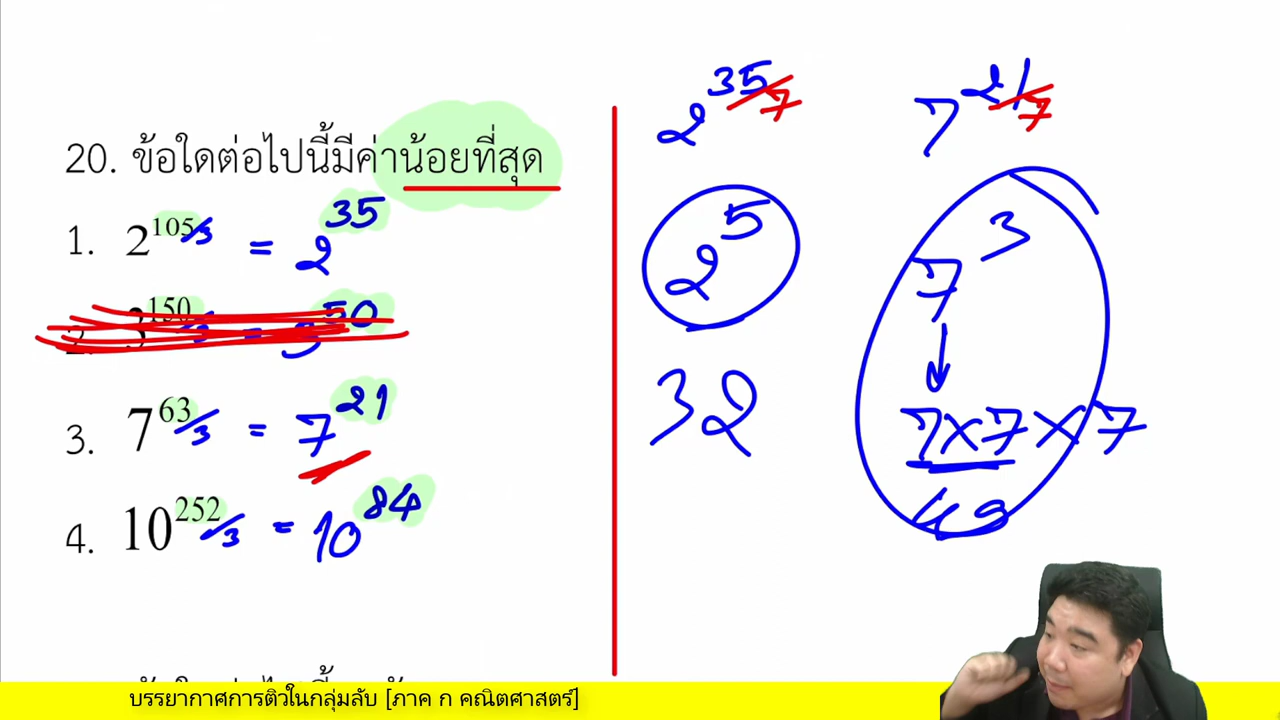 20. ข้อใดต่อไปนี้มีค่าน้อยที่สุด
1. 2^105/3 = 2^35
2. 3^150/3 = 3^50
3. 7^63/3 = 7^21
4. 10^252/3 = 10^84
2^35/7 7^21/7
2^5 7^3
32 7×7×7
49
บรรยากาศการติวในกลุ่มลับ [ภาค ก คณิตศาสตร์]